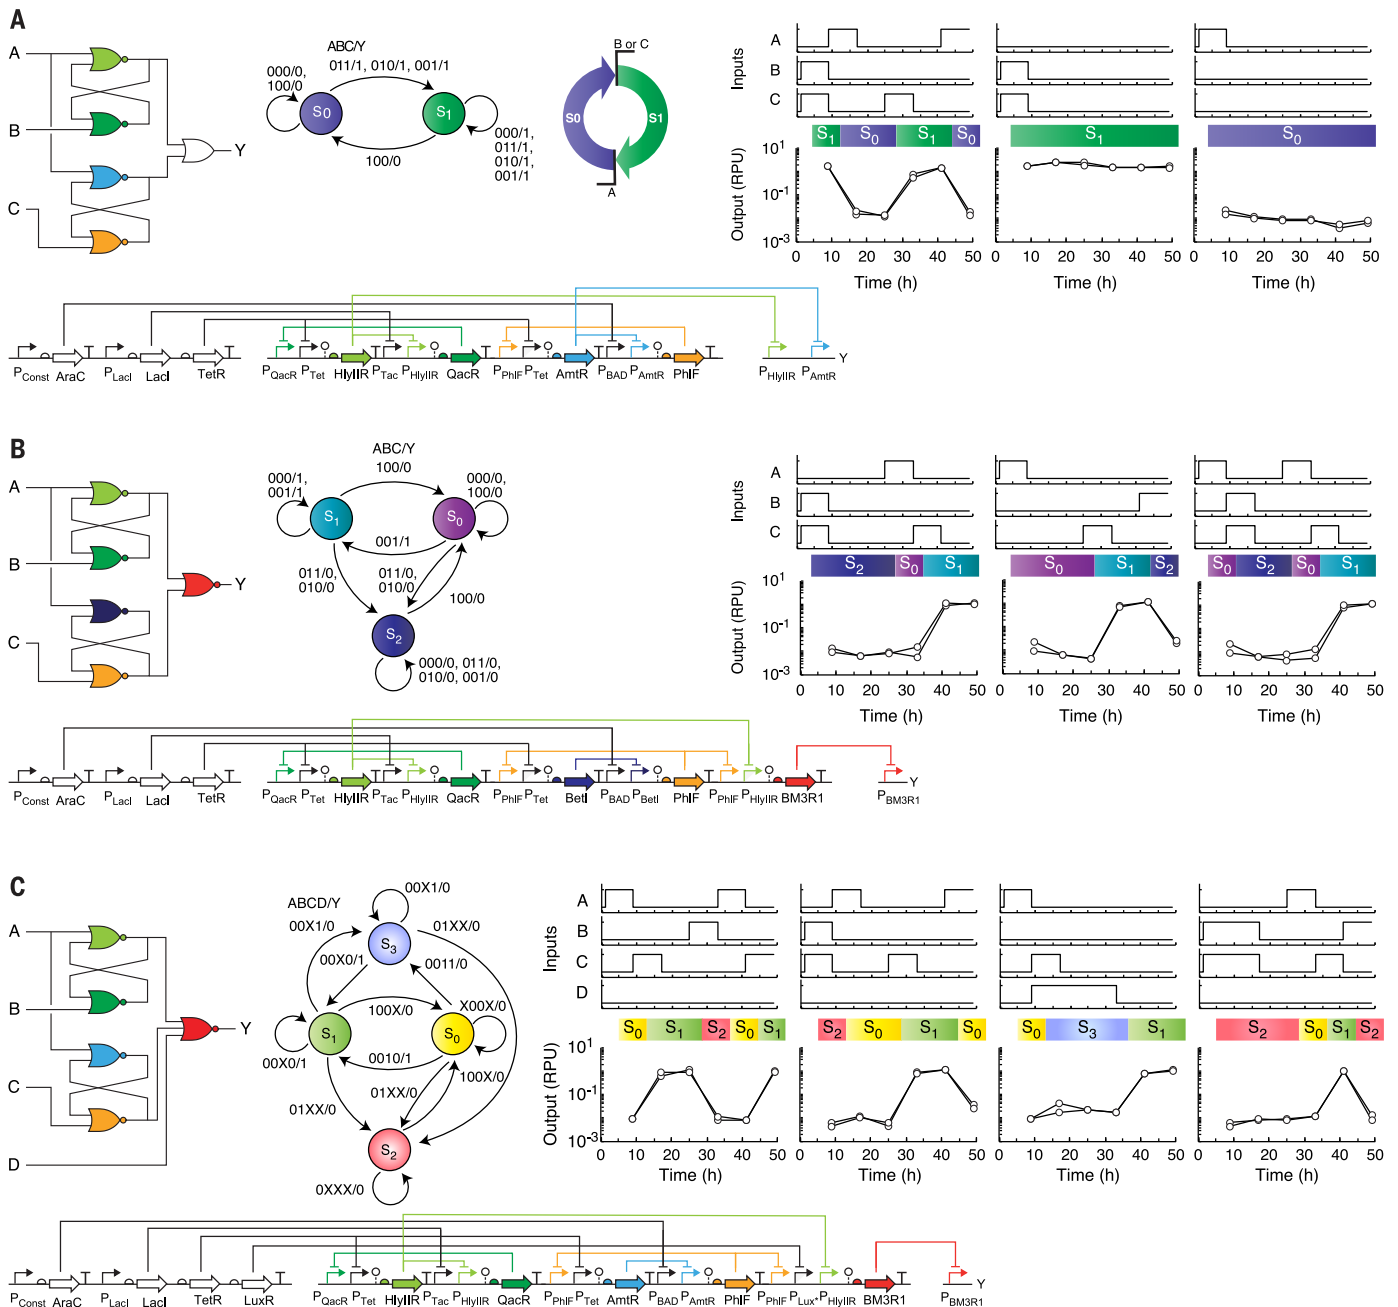 A
A
B
C
Y
ABC/Y
011/1, 010/1, 001/1
000/0,
100/0
S0
S1
100/0
000/1,
011/1,
010/1,
001/1
B or C
S0
S1
A
Inputs
A
B
C
S1 S0 S1 S0
S1
S0
Output (RPU)
10^1
10^-1
10^-3
0 10 20 30 40 50
0 10 20 30 40 50
0 10 20 30 40 50
Time (h)
Time (h)
Time (h)
PConst AraC PLacI LacI TetR PQacR PTet HlyIIR PTac PHlyIIR QacR PPhlF PTet AmtR PBAD PAmtR PhlF PHlyIIR PAmtR Y
B
A
B
C
Y
ABC/Y
100/0
000/1,
001/1
000/0,
100/0
S1
S0
001/1
011/0,
010/0
011/0,
010/0
100/0
S2
000/0, 011/0,
010/0, 001/0
Inputs
A
B
C
S2 S0 S1
S0 S1 S2
S0 S2 S0 S1
Output (RPU)
10^1
10^-1
10^-3
0 10 20 30 40 50
0 10 20 30 40 50
0 10 20 30 40 50
Time (h)
Time (h)
Time (h)
PConst AraC PLacI LacI TetR PQacR PTet HlyIIR PTac PHlyIIR QacR PPhlF PTet BetI PBAD PBetI PhlF PPhlF PHlyIIR BM3R1 PBM3R1 Y
C
A
B
C
D
Y
ABCD/Y
00X1/0
00X1/0
S3
01XX/0
00X0/1
0011/0
100X/0
X00X/0
S1
S0
00X0/1
0010/1
01XX/0
01XX/0
100X/0
S2
0XXX/0
Inputs
A
B
C
D
S0 S1 S2 S0 S1
S2 S0 S1 S0
S0 S3 S1
S2 S0 S1 S2
Output (RPU)
10^1
10^-1
10^-3
0 10 20 30 40 50
0 10 20 30 40 50
0 10 20 30 40 50
0 10 20 30 40 50
Time (h)
Time (h)
Time (h)
Time (h)
PConst AraC PLacI LacI TetR LuxR PQacR PTet HlyIIR PTac PHlyIIR QacR PPhlF PTet AmtR PBAD PAmtR PhlF PPhlF PLux* PHlyIIR BM3R1 PBM3R1 Y